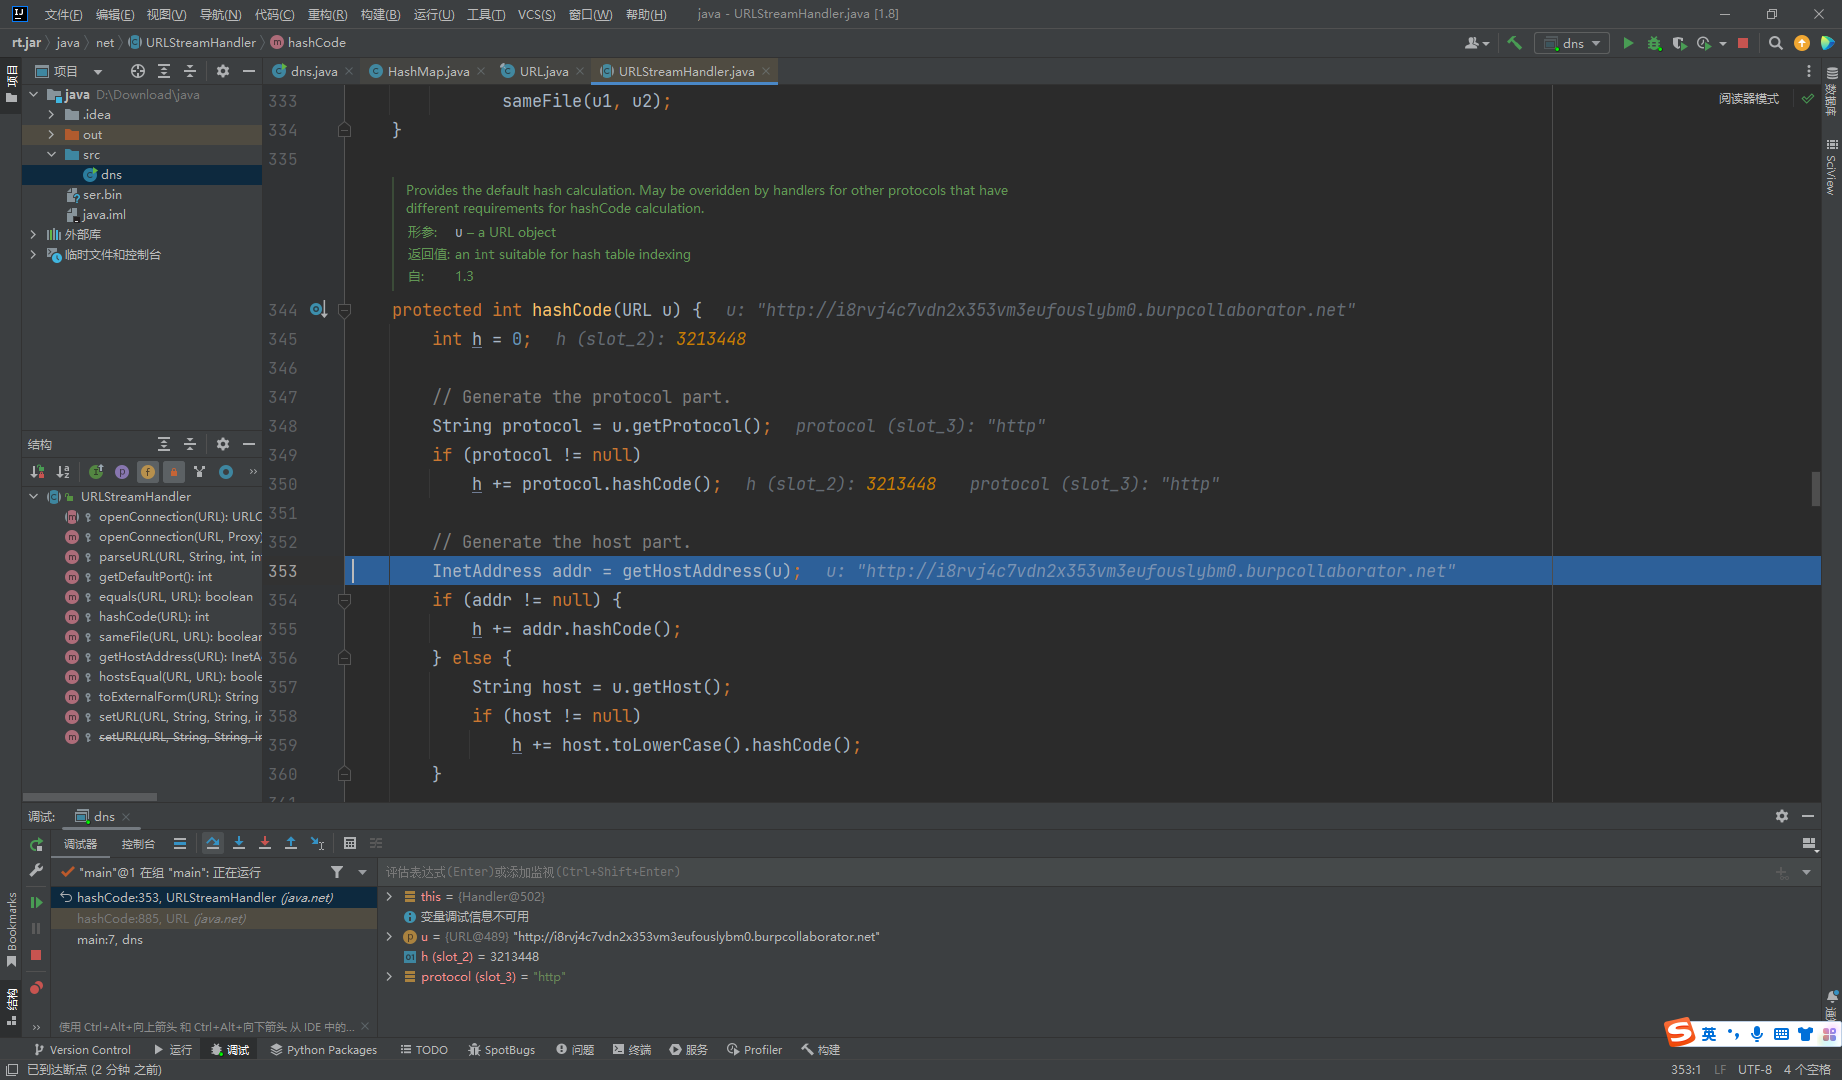 文件(F) 编辑(E) 视图(V) 导航(N) 代码(C) 重构(R) 构建(B) 运行(U) 工具(T) VCS(S) 窗口(W) 帮助(H) java - URLStreamHandler.java [1.8]
rt.jar java net URLStreamHandler hashCode
dns
项目
dns.java HashMap.java URL.java URLStreamHandler.java
java D:\Download\java
.idea
out
src
dns
ser.bin
java.iml
外部库
临时文件和控制台
阅读器模式
333 sameFile(u1, u2);
334 }
335
Provides the default hash calculation. May be overidden by handlers for other protocols that have
different requirements for hashCode calculation.
形参: u – a URL object
返回值: an int suitable for hash table indexing
自: 1.3
344 protected int hashCode(URL u) { u: "http://i8rvj4c7vdn2x353vm3eufouslybm0.burpcollaborator.net"
345 int h = 0; h (slot_2): 3213448
346
347 // Generate the protocol part.
348 String protocol = u.getProtocol(); protocol (slot_3): "http"
349 if (protocol != null)
350 h += protocol.hashCode(); h (slot_2): 3213448 protocol (slot_3): "http"
351
352 // Generate the host part.
353 InetAddress addr = getHostAddress(u); u: "http://i8rvj4c7vdn2x353vm3eufouslybm0.burpcollaborator.net"
354 if (addr != null) {
355 h += addr.hashCode();
356 } else {
357 String host = u.getHost();
358 if (host != null)
359 h += host.toLowerCase().hashCode();
360 }
361
结构
URLStreamHandler
openConnection(URL): URLC
openConnection(URL, Proxy)
parseURL(URL, String, int, in
getDefaultPort(): int
equals(URL, URL): boolean
hashCode(URL): int
sameFile(URL, URL): boolean
getHostAddress(URL): InetA
hostsEqual(URL, URL): boole
toExternalForm(URL): String
setURL(URL, String, String, in
setURL(URL, String, String, in
项目
Bookmarks
结构
数据库
SciView
调试: dns
调试器 控制台
"main"@1 在组 "main": 正在运行
hashCode:353, URLStreamHandler (java.net)
hashCode:885, URL (java.net)
main:7, dns
使用 Ctrl+Alt+向上箭头 和 Ctrl+Alt+向下箭头 从 IDE 中的...
评估表达式(Enter)或添加监视(Ctrl+Shift+Enter)
this = {Handler@502}
变量调试信息不可用
u = {URL@489} "http://i8rvj4c7vdn2x353vm3eufouslybm0.burpcollaborator.net"
h (slot_2) = 3213448
protocol (slot_3) = "http"
Version Control 运行 调试 Python Packages TODO SpotBugs 问题 终端 服务 Profiler 构建
英
已到达断点 (2 分钟 之前)
353:1 LF UTF-8 4 个空格